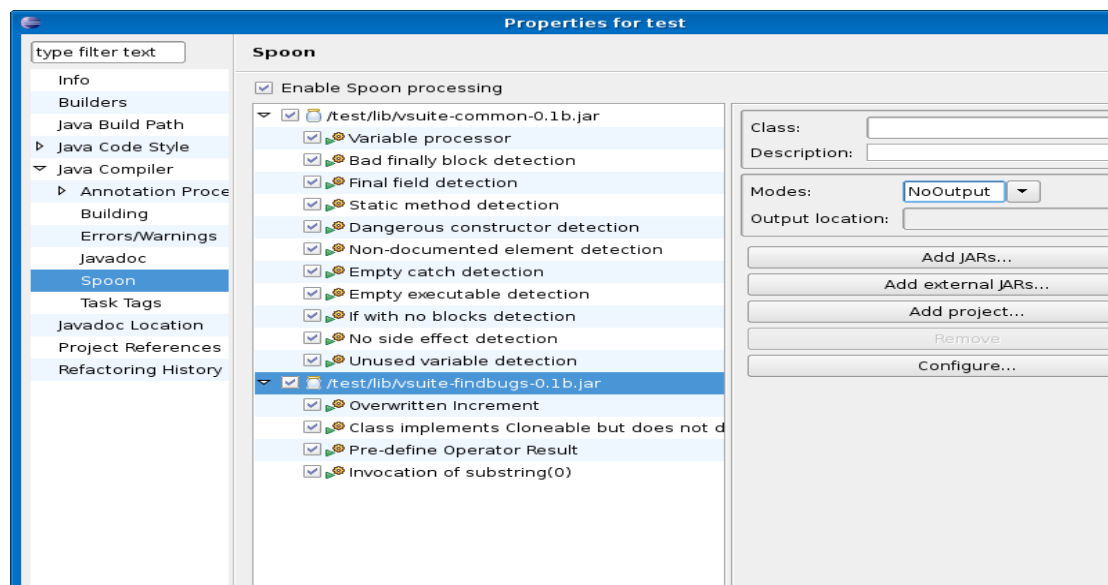 Properties for test
type filter text
Info
Builders
Java Build Path
Java Code Style
Java Compiler
Annotation Proce
Building
Errors/Warnings
Javadoc
Spoon
Task Tags
Javadoc Location
Project References
Refactoring History
Spoon
Enable Spoon processing
/test/lib/vsuite-common-0.1b.jar
Variable processor
Bad finally block detection
Final field detection
Static method detection
Dangerous constructor detection
Non-documented element detection
Empty catch detection
Empty executable detection
If with no blocks detection
No side effect detection
Unused variable detection
/test/lib/vsuite-findbugs-0.1b.jar
Overwritten Increment
Class implements Cloneable but does not d
Pre-define Operator Result
Invocation of substring(0)
Class:
Description:
Modes:
NoOutput
Output location:
Add JARs...
Add external JARs...
Add project...
Remove
Configure...